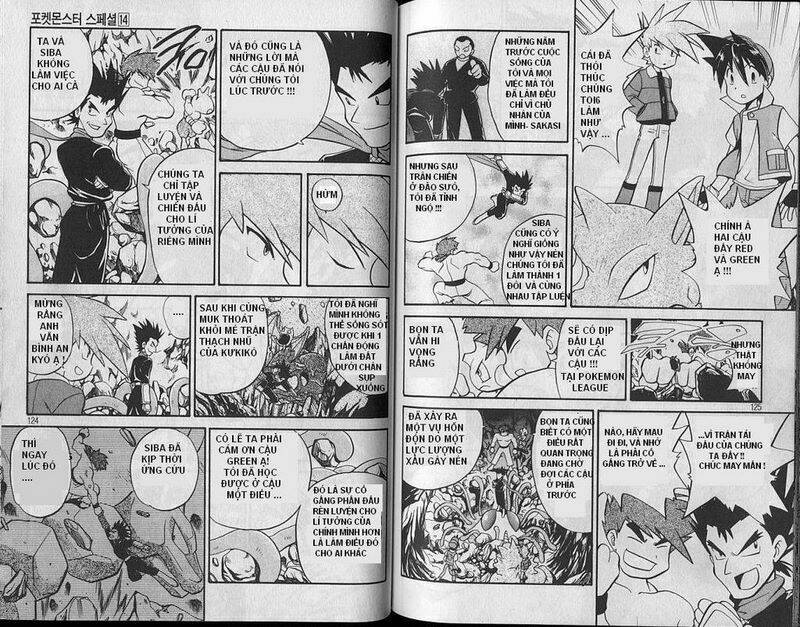 포켓몬스터 스페셜 14
TA VÀ
SIBA
KHÔNG
LÀM VIỆC
CHO AI CẢ
VÀ ĐÓ CŨNG LÀ
NHỮNG LỜI MÀ
CÁC CẬU ĐÃ NÓI
VỚI CHÚNG TÔI
LÚC TRƯỚC !!!
CHÚNG TA
CHỈ TẬP
LUYỆN VÀ
CHIẾN ĐẤU
CHO LÍ
TƯỞNG CỦA
RIÊNG MÌNH
HỪM
MỪNG
RẰNG
ANH
VẪN
BÌNH AN
KYÔ Ạ !
....
SAU KHI CÙNG
MUK THOÁT
KHỎI MÊ TRẬN
THẠCH NHŨ
CỦA KƯKIKÔ
TÔI ĐÃ NGHĨ
MÌNH KHÔNG
THỂ SỐNG SÓT
ĐƯỢC KHI 1
CHẤN ĐỘNG
LÀM ĐẤT
DƯỚI CHÂN
SỤP
XUỐNG
124
THÌ
NGAY
LÚC ĐÓ
....
SIBA ĐÃ
KỊP THỜI
ỨNG CỨU
CÓ LẼ TA PHẢI
CÁM ƠN CẬU
GREEN Ạ!
TÔI ĐÃ HỌC
ĐƯỢC Ở CẬU
MỘT ĐIỀU ...
ĐÓ LÀ SỰ CỐ
GẮNG PHẤN ĐẤU
RÈN LUYỆN CHO
LÍ TƯỞNG CỦA
CHÍNH MÌNH HƠN
LÀ LÀM ĐIỀU ĐÓ
CHO AI KHÁC
CÁI ĐÃ
THÔI
THÚC
CHÚNG
TÔI6
LÀM
NHƯ
VẬY ...
NHỮNG NĂM
TRƯỚC CUỘC
SỐNG CỦA
TÔI VÀ MỌI
VIỆC MÀ TÔI
ĐÃ LÀM ĐỀU
CHỈ VÌ CHỦ
NHÂN CỦA
MÌNH- SAKASI
CHÍNH Ả
HAI CẬU
ĐẤY RED
VÀ GREEN
Ạ !!!
NHƯNG SAU
TRẬN CHIẾN
Ở ĐẢO SƯÔ,
TÔI ĐÃ TỈNH
NGỘ !!!
SIBA
CŨNG CÓ Ý
NGHĨ GIỐNG
NHƯ VẬY NÊN
CHÚNG TÔI ĐÃ
LÀM THÀNH 1
ĐÔI VÀ CÙNG
NHAU TẬP LUYỆN
BỌN TA
VẪN HI
VỌNG
RẰNG
SẼ CÓ DỊP
ĐẤU LẠI
VỚI CÁC
CẬU !!!
TẠI POKEMON
LEAGUE
NHƯNG
THẬT
KHÔNG
MAY
125
ĐÃ XẢY RA
MỘT VỤ HỖN
ĐỘN DO MỘT
LỰC LƯỢNG
XẤU GÂY NÊN
BỌN TA CŨNG
BIẾT CÓ MỘT
ĐIỀU RẤT
QUAN TRỌNG
ĐANG CHỜ
ĐỢI CÁC CẬU
Ở PHÍA
TRƯỚC
NÀO, HÃY MAU
ĐI ĐI, VÀ NHỚ
LÀ PHẢI CỐ
GẮNG TRỞ VỀ ...
...VÌ TRẬN TÁI
ĐẤU CỦA CHÚNG
TA ĐẤY !!
CHÚC MAY MẮN !